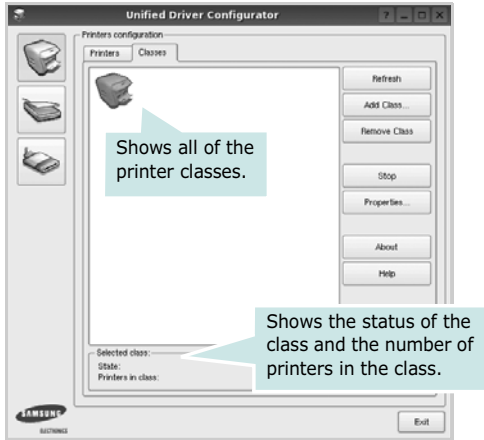 Unified Driver Configurator
Printers configuration
Printers
Classes
Refresh
Add Class...
Remove Class
Shows all of the
printer classes.
Stop
Properties...
About
Help
Shows the status of the
class and the number of
printers in the class.
Selected class:
State:
Printers in class:
SAMSUNG
ELECTRONICS
Exit